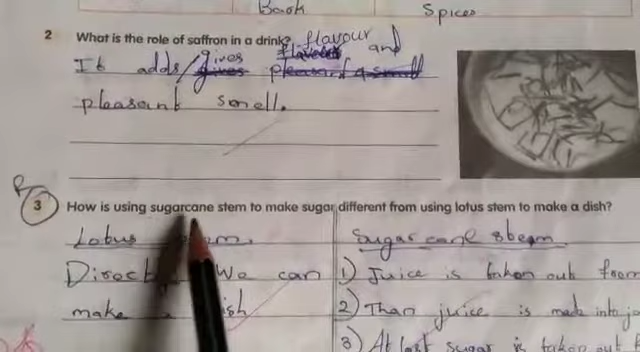 Bark
Spices
2 What is the role of saffron in a drink?
It adds/gives flavour and
pleasant smell.
R
3 How is using sugarcane stem to make sugar different from using lotus stem to make a dish?
Lotus
Sugar cane steam
Direct We can
1) Juice is taken out from
make a
2) Than juice is made into
3) At last sugar is taken out